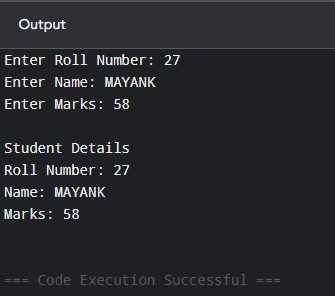 Output
Enter Roll Number: 27
Enter Name: MAYANK
Enter Marks: 58
Student Details
Roll Number: 27
Name: MAYANK
Marks: 58
=== Code Execution Successful ===